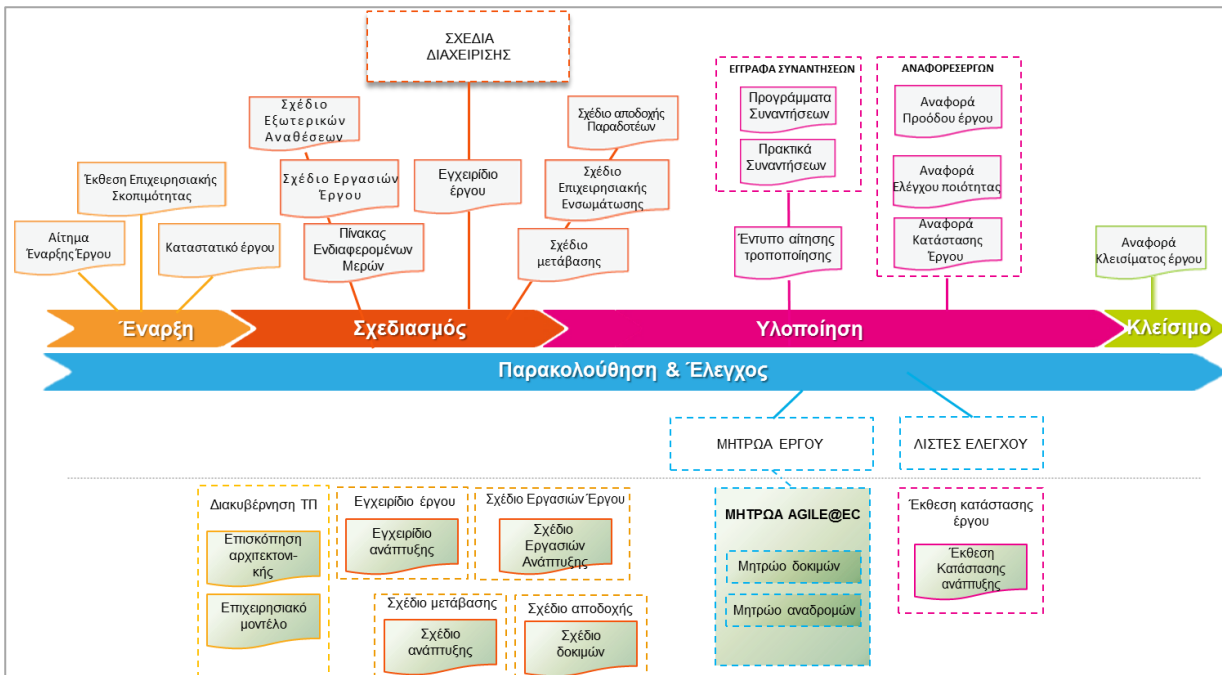 ΣΧΕΔΙΑ
ΔΙΑΧΕΙΡΙΣΗΣ
ΕΓΓΡΑΦΑ ΣΥΝΑΝΤΗΣΕΩΝ
ΑΝΑΦΟΡΕΣΕΡΓΩΝ
Σχέδιο
Εξωτερικών
Αναθέσεων
Σχέδιο αποδοχής
Παραδοτέων
Προγράμματα
Συναντήσεων
Αναφορά
Προόδου έργου
Έκθεση Επιχειρησιακής
Σκοπιμότητας
Σχέδιο Εργασιών
Έργου
Εγχειρίδιο
έργου
Σχέδιο
Επιχειρησιακής
Ενσωμάτωσης
Πρακτικά
Συναντήσεων
Αναφορά
Ελέγχου ποιότητας
Αίτημα
Έναρξης Έργου
Καταστατικό έργου
Πίνακας
Ενδιαφερομένων
Μερών
Σχέδιο
μετάβασης
Έντυπο αίτησης
τροποποίησης
Αναφορά
Κατάστασης
Έργου
Αναφορά
Κλεισίματος έργου
Έναρξη
Σχεδιασμός
Υλοποίηση
Κλείσιμο
Παρακολούθηση & Έλεγχος
ΜΗΤΡΩΑ ΕΡΓΟΥ
ΛΙΣΤΕΣ ΕΛΕΓΧΟΥ
Διακυβέρνηση ΤΠ
Επισκόπηση
αρχιτεκτονι-
κής
Επιχειρησιακό
μοντέλο
Εγχειρίδιο έργου
Εγχειρίδιο
ανάπτυξης
Σχέδιο Εργασιών Έργου
Σχέδιο
Εργασιών
Ανάπτυξης
Σχέδιο μετάβασης
Σχέδιο
ανάπτυξης
Σχέδιο αποδοχής
Σχέδιο
δοκιμών
ΜΗΤΡΩΑ AGILE@EC
Μητρώο δοκιμών
Μητρώο αναδρομών
Έκθεση κατάστασης
έργου
Έκθεση
Κατάστασης
ανάπτυξης